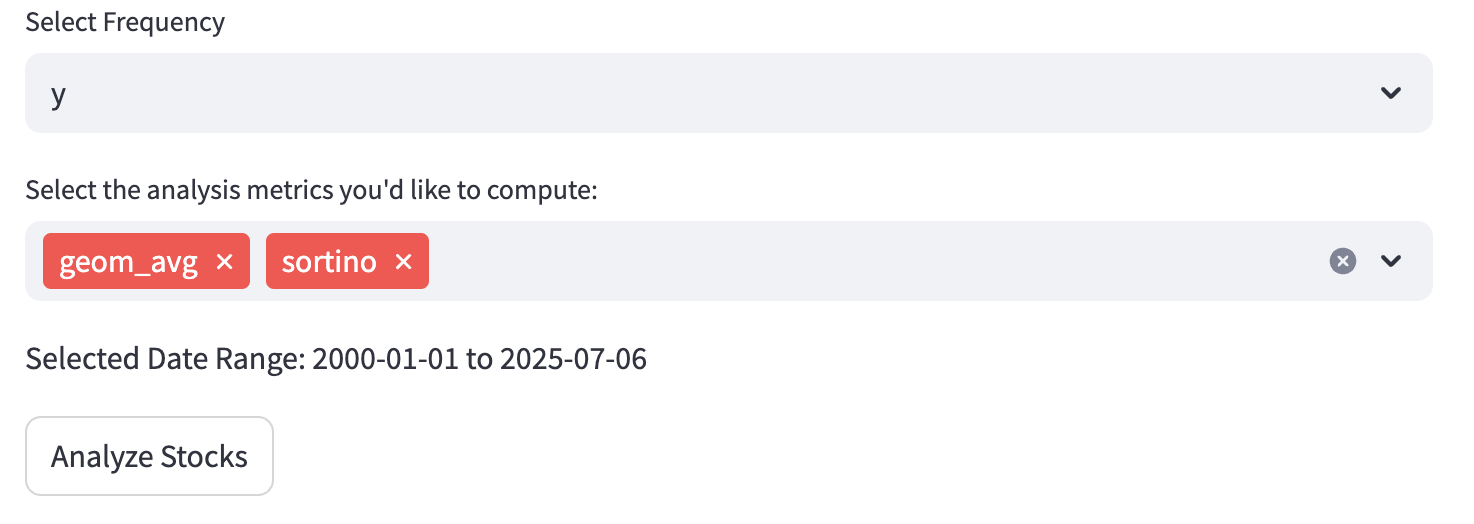 Select Frequency
y
Select the analysis metrics you'd like to compute:
geom_avg × sortino ×
Selected Date Range: 2000-01-01 to 2025-07-06
Analyze Stocks